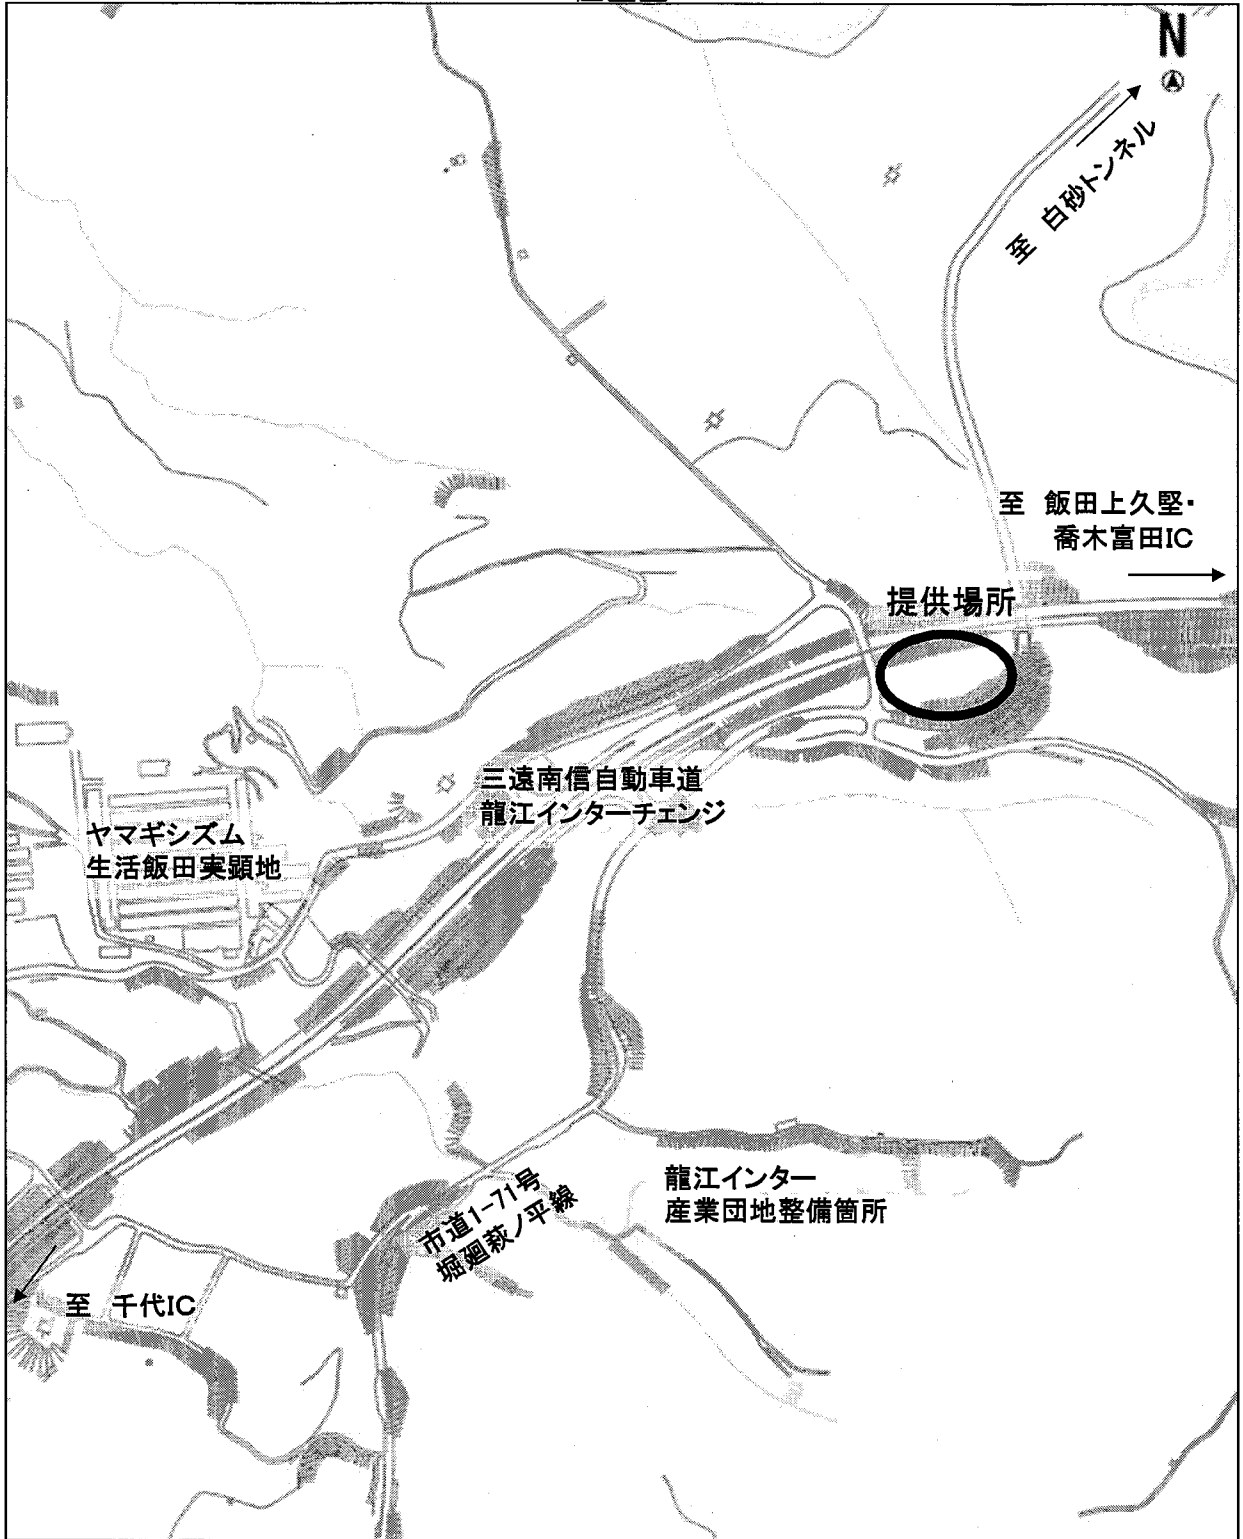 N
至 白砂トンネル
至 飯田上久堅・
喬木富田IC
提供場所
三遠南信自動車道
龍江インターチェンジ
ヤマギシズム
生活飯田実顕地
龍江インター
産業団地整備箇所
市道1-71号
堀廻萩ノ平線
至 千代IC